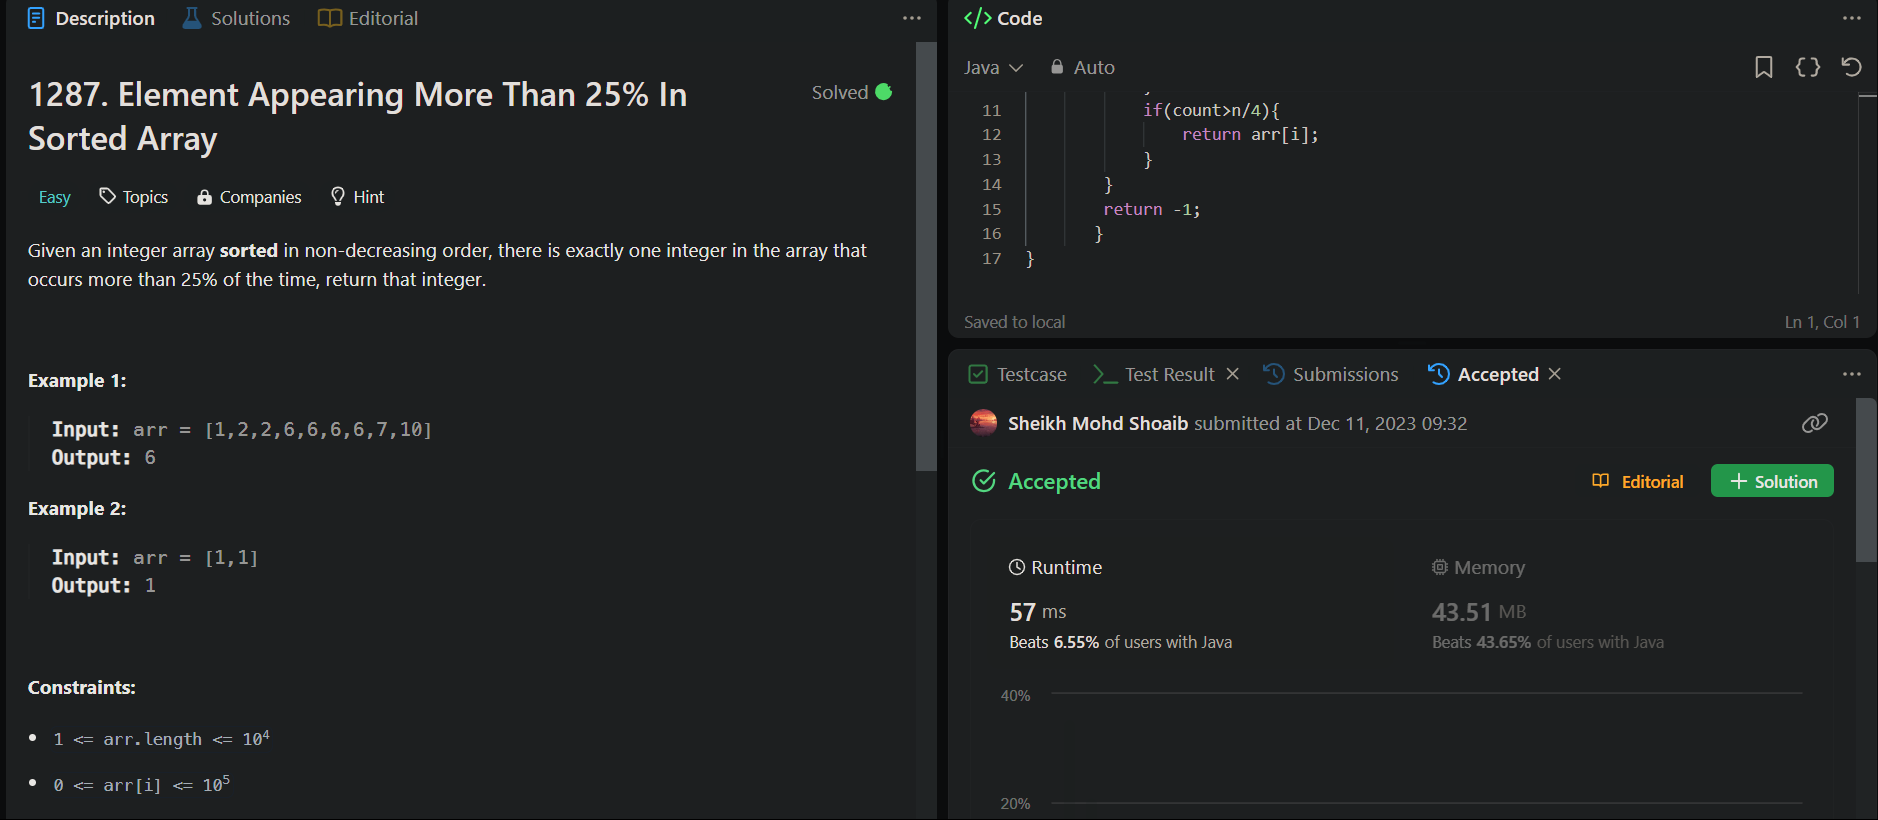 Description Solutions Editorial
1287. Element Appearing More Than 25% In
Sorted Array
Solved
Easy Topics Companies Hint
Given an integer array sorted in non-decreasing order, there is exactly one integer in the array that
occurs more than 25% of the time, return that integer.
Example 1:
Input: arr = [1,2,2,6,6,6,6,7,10]
Output: 6
Example 2:
Input: arr = [1,1]
Output: 1
Constraints:
• 1 <= arr.length <= 10⁴
• 0 <= arr[i] <= 10⁵
</> Code
Java Auto
11 if(count>n/4){
12 return arr[i];
13 }
14 }
15 return -1;
16 }
17 }
Saved to local Ln 1, Col 1
Testcase Test Result Submissions Accepted
Sheikh Mohd Shoaib submitted at Dec 11, 2023 09:32
Accepted Editorial + Solution
Runtime Memory
57 ms 43.51 MB
Beats 6.55% of users with Java Beats 43.65% of users with Java
40%
20%